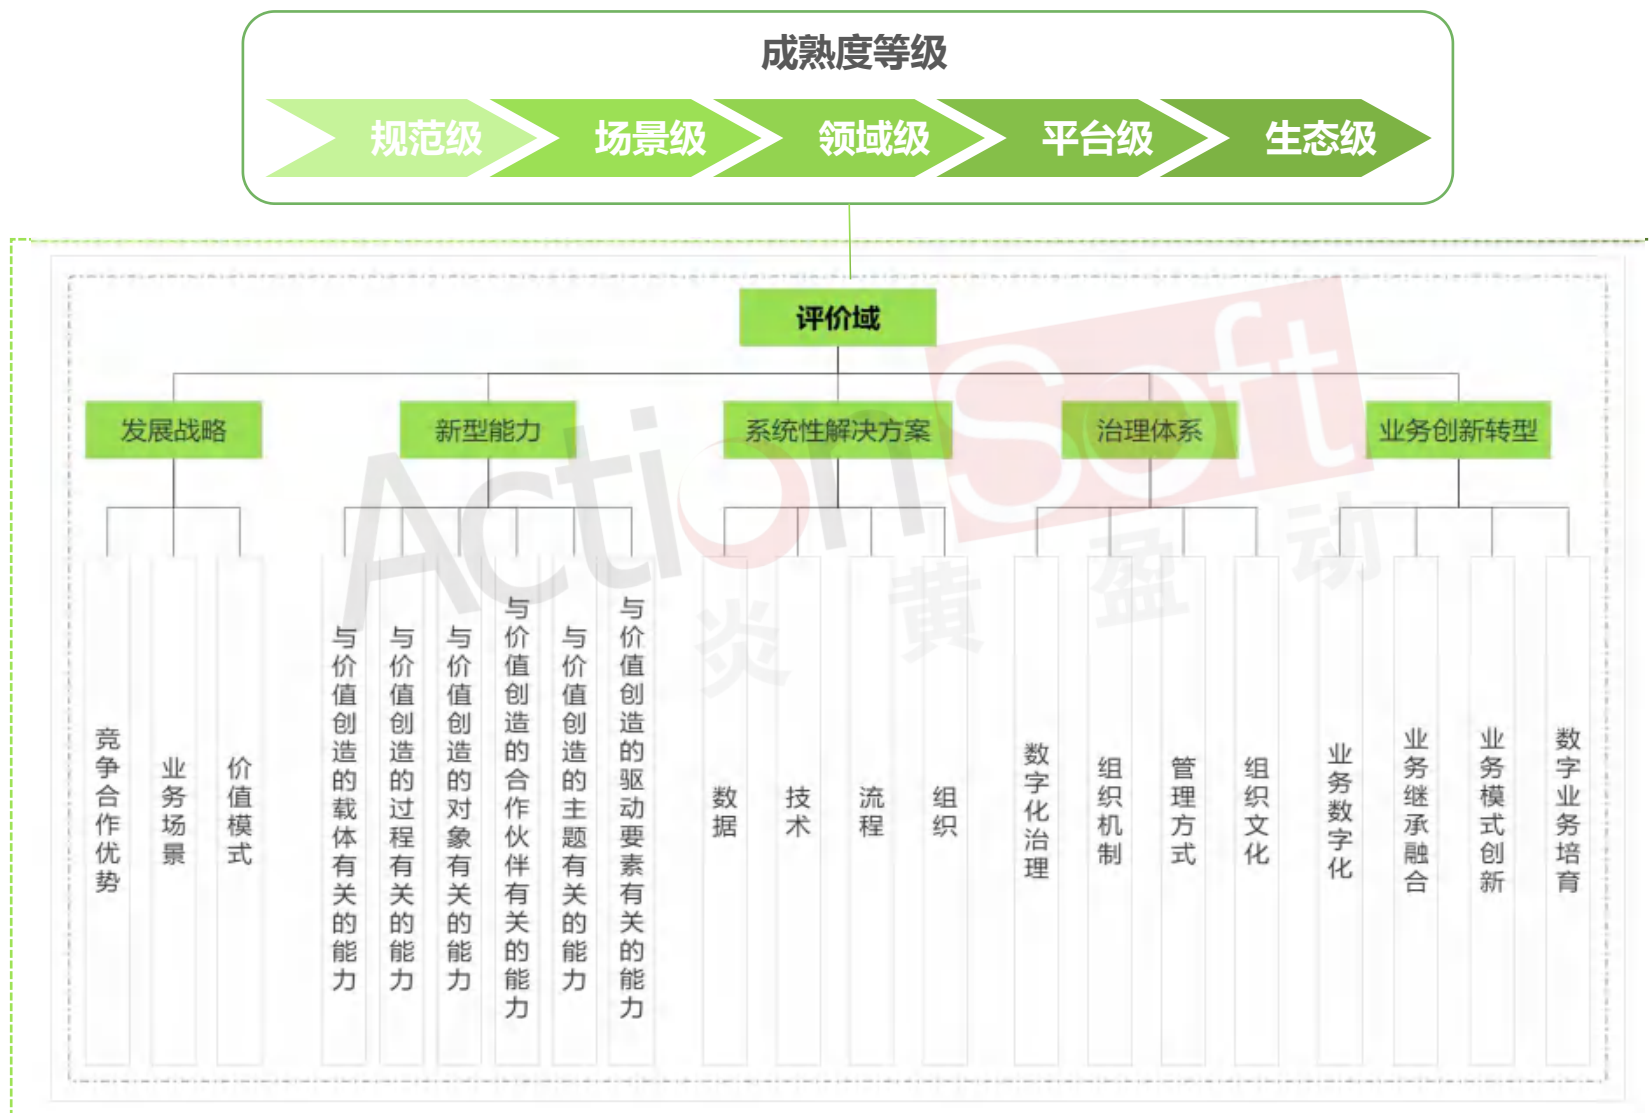 成熟度等级
规范级
场景级
领域级
平台级
生态级
评价域
发展战略
新型能力
系统性解决方案
治理体系
业务创新转型
竞争合作优势
业务场景
价值模式
与价值创造的载体有关的能力
与价值创造的过程有关的能力
与价值创造的对象有关的能力
与价值创造的合作伙伴有关的能力
与价值创造的主题有关的能力
与价值创造的驱动要素有关的能力
数据
技术
流程
组织
数字化治理
组织机制
管理方式
组织文化
业务数字化
业务继承融合
业务模式创新
数字业务培育
ActionSoft
炎黄盈动